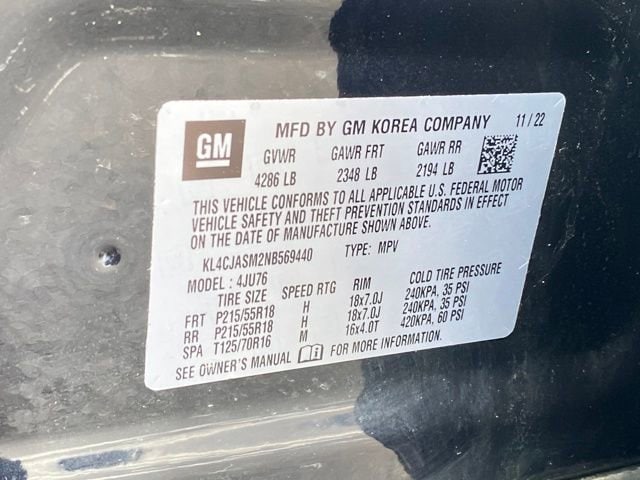 GM MFD BY GM KOREA COMPANY 11/22
GVWR GAWR FRT GAWR RR
4286 LB 2348 LB 2194 LB
THIS VEHICLE CONFORMS TO ALL APPLICABLE U.S. FEDERAL MOTOR
VEHICLE SAFETY AND THEFT PREVENTION STANDARDS IN EFFECT
ON THE DATE OF MANUFACTURE SHOWN ABOVE.
KL4CJASM2NB569440 TYPE: MPV
MODEL : 4JU76
TIRE SIZE SPEED RTG RIM COLD TIRE PRESSURE
FRT P215/55R18 H 18x7.0J 240KPA, 35 PSI
RR P215/55R18 H 18x7.0J 240KPA, 35 PSI
SPA T125/70R16 M 16x4.0T 420KPA, 60 PSI
SEE OWNER'S MANUAL FOR MORE INFORMATION.